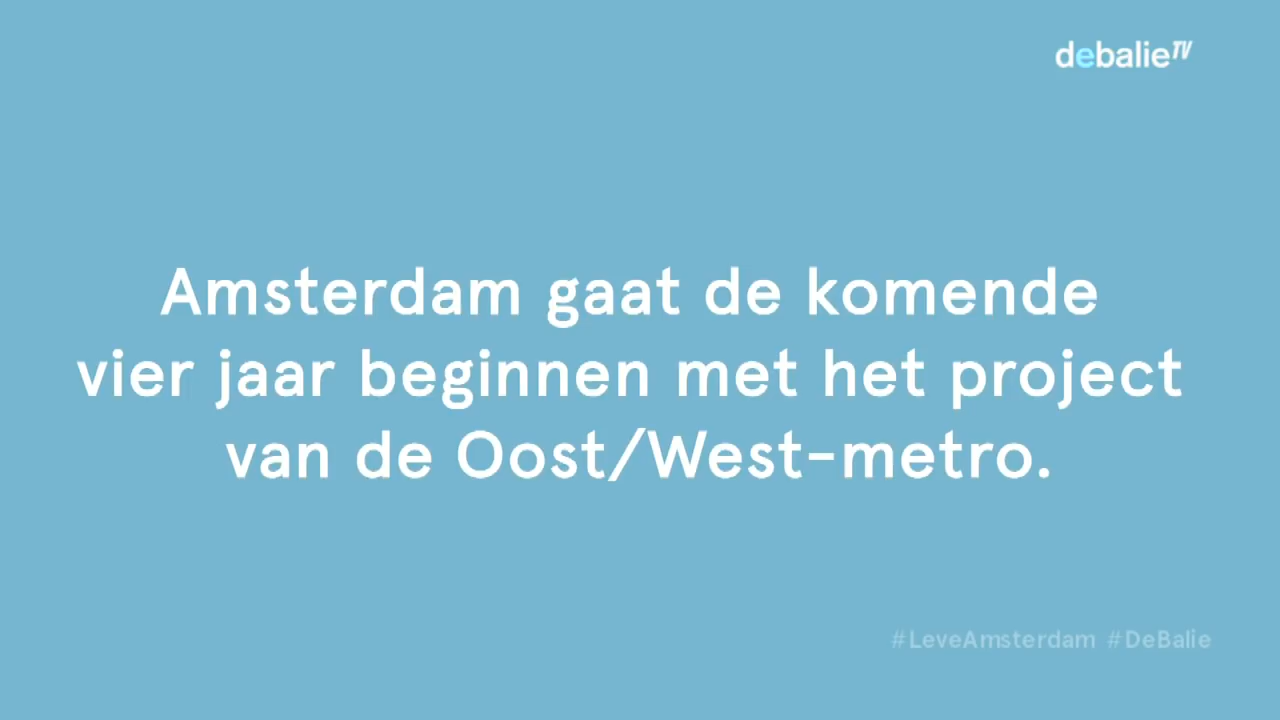 debalieTV
Amsterdam gaat de komende
vier jaar beginnen met het project
van de Oost/West-metro.
#LeveAmsterdam #DeBalie